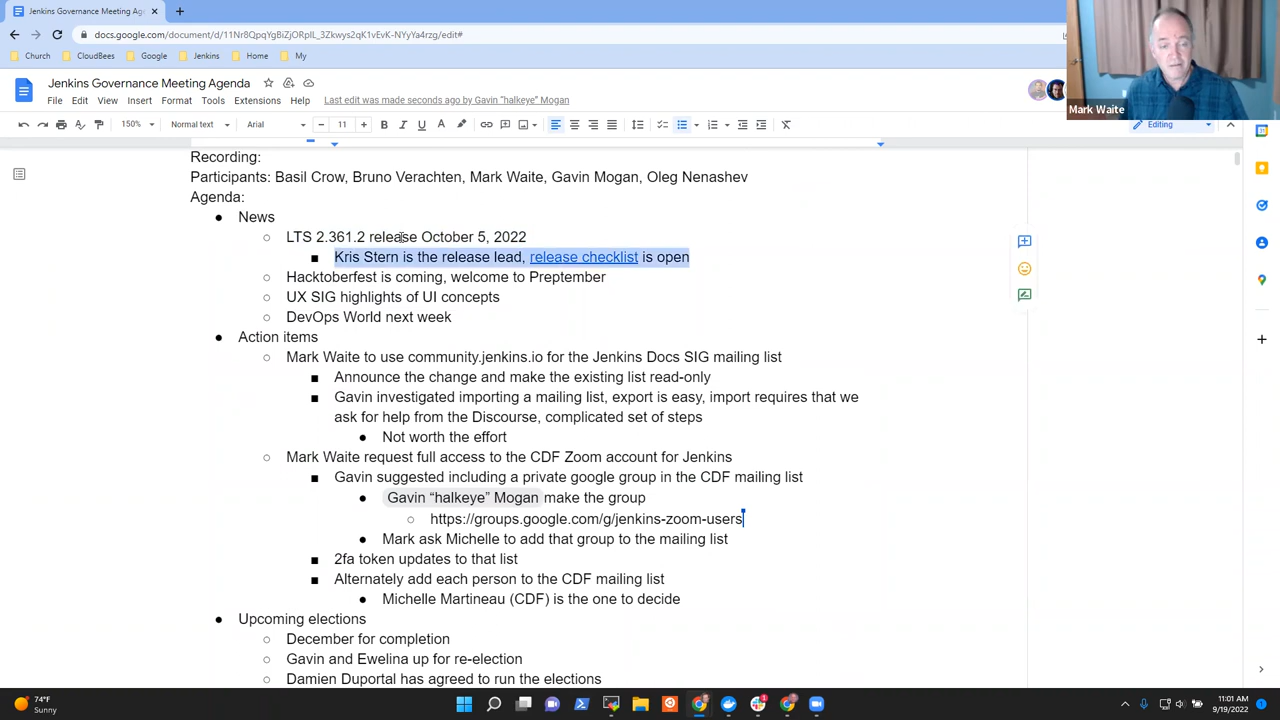 Jenkins Governance Meeting Age
docs.google.com/document/d/11Nr8QpqYgBiZjORpIL_3Zkwys2qK1vEvK-NYyYa4rzg/edit#
Church
CloudBees
Google
Jenkins
Home
My
Jenkins Governance Meeting Agenda
File Edit View Insert Format Tools Extensions Help Last edit was made seconds ago by Gavin “halkeye” Mogan
Mark Waite
150% Normal text Arial 11 Editing
Recording:
Participants: Basil Crow, Bruno Verachten, Mark Waite, Gavin Mogan, Oleg Nenashev
Agenda:
News
LTS 2.361.2 release October 5, 2022
Kris Stern is the release lead, release checklist is open
Hacktoberfest is coming, welcome to Preptember
UX SIG highlights of UI concepts
DevOps World next week
Action items
Mark Waite to use community.jenkins.io for the Jenkins Docs SIG mailing list
Announce the change and make the existing list read-only
Gavin investigated importing a mailing list, export is easy, import requires that we
ask for help from the Discourse, complicated set of steps
Not worth the effort
Mark Waite request full access to the CDF Zoom account for Jenkins
Gavin suggested including a private google group in the CDF mailing list
Gavin “halkeye” Mogan make the group
https://groups.google.com/g/jenkins-zoom-users
Mark ask Michelle to add that group to the mailing list
2fa token updates to that list
Alternately add each person to the CDF mailing list
Michelle Martineau (CDF) is the one to decide
Upcoming elections
December for completion
Gavin and Ewelina up for re-election
Damien Duportal has agreed to run the elections
74°F
Sunny
11:01 AM
9/19/2022